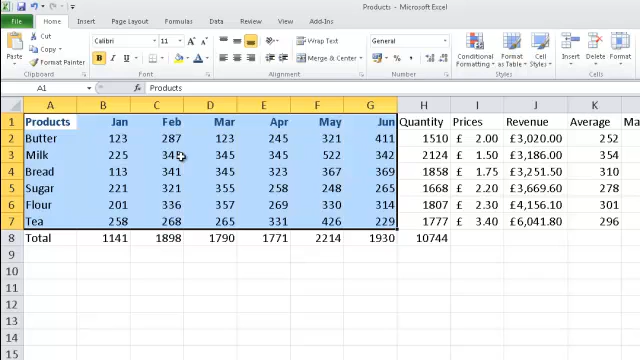 Products - Microsoft Excel
File Home Insert Page Layout Formulas Data Review View Add-Ins
Cut
Copy
Format Painter
Paste
Calibri 11
B I U
Wrap Text
Merge & Center
General
Conditional Formatting
Format as Table
Cell Styles
Clipboard Font Alignment Number Styles
A1 fx Products
A B C D E F G H I J K
1 Products Jan Feb Mar Apr May Jun Quantity Prices Revenue Average Ma
2 Butter 123 287 123 245 321 411 1510 £ 2.00 £3,020.00 252
3 Milk 225 345 345 522 342 2124 £ 1.50 £3,186.00 354
4 Bread 113 341 345 323 367 369 1858 £ 1.75 £3,251.50 310
5 Sugar 221 321 355 258 248 265 1668 £ 2.20 £3,669.60 278
6 Flour 201 336 357 269 330 314 1807 £ 2.30 £4,156.10 301
7 Tea 258 268 265 331 426 229 1777 £ 3.40 £6,041.80 296
8 Total 1141 1898 1790 1771 2214 1930 10744
9
10
11
12
13
14
15